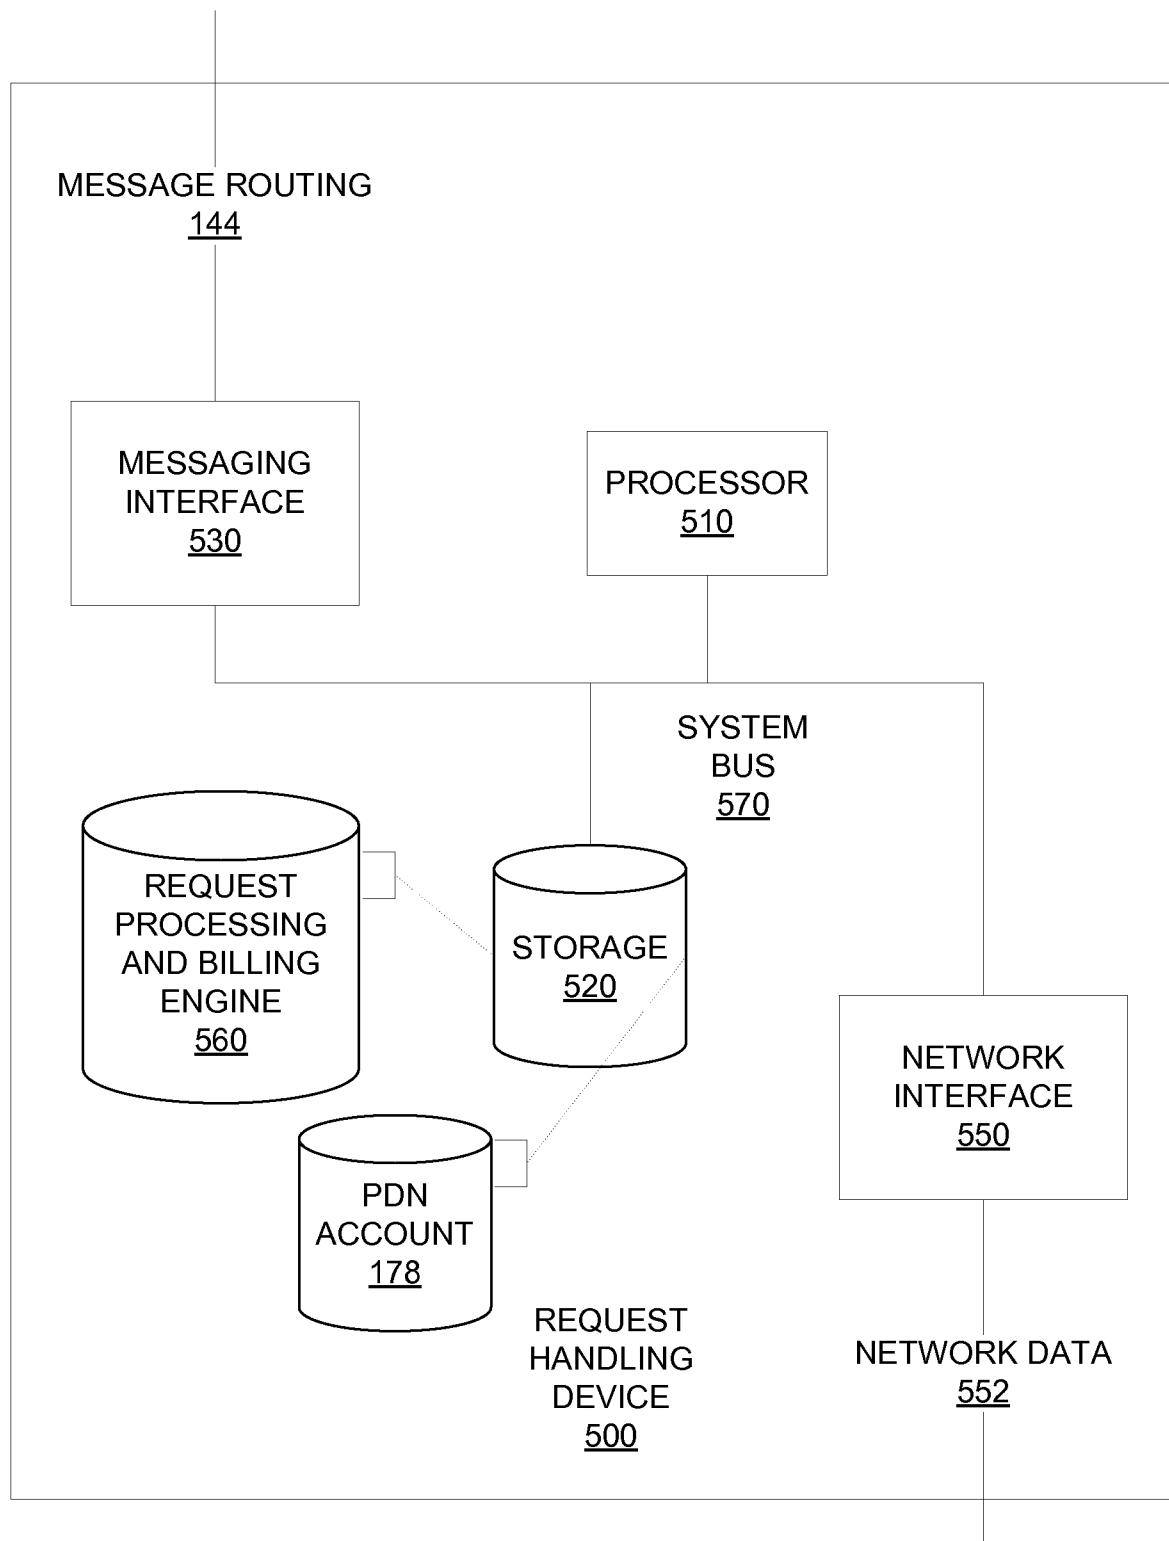 MESSAGE ROUTING
144
MESSAGING
INTERFACE
530
PROCESSOR
510
SYSTEM
BUS
570
REQUEST
PROCESSING
AND BILLING
ENGINE
560
STORAGE
520
NETWORK
INTERFACE
550
PDN
ACCOUNT
178
REQUEST
HANDLING
DEVICE
500
NETWORK DATA
552